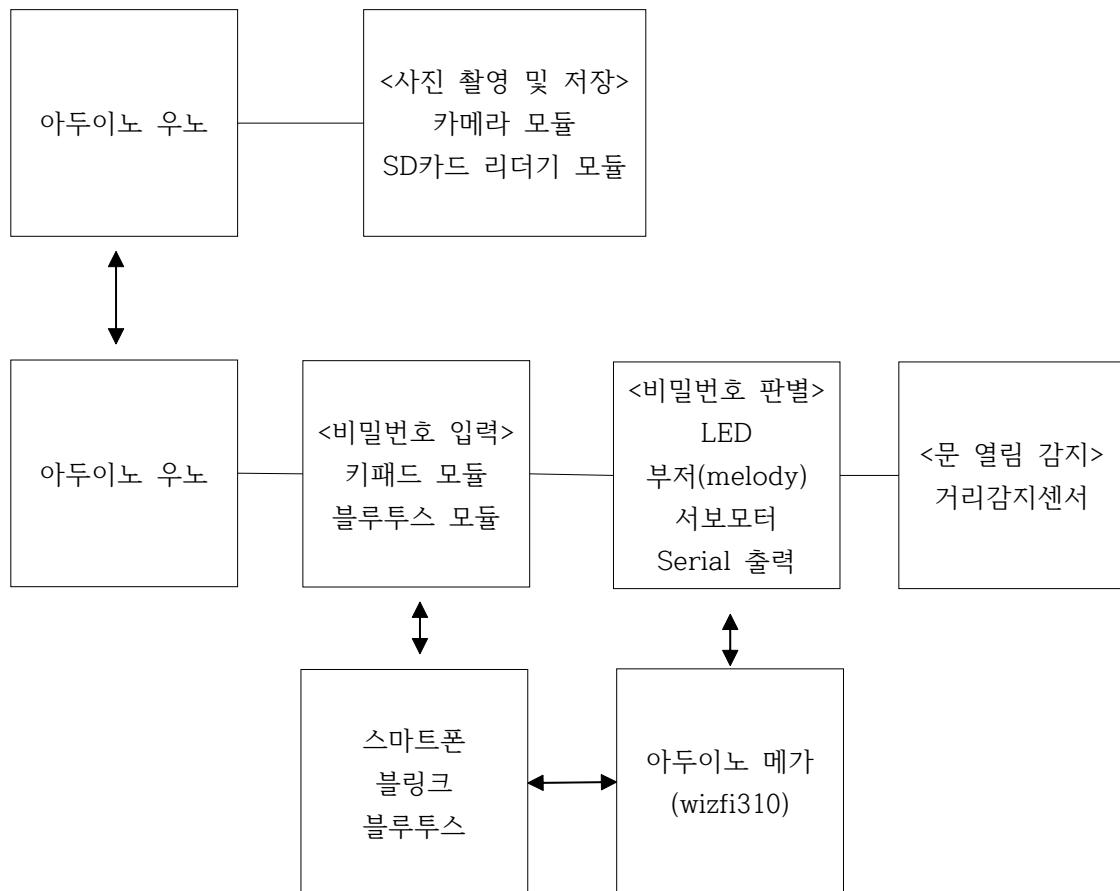 아두이노 우노
<사진 촬영 및 저장>
카메라 모듈
SD카드 리더기 모듈
아두이노 우노
<비밀번호 입력>
키패드 모듈
블루투스 모듈
<비밀번호 판별>
LED
부저(melody)
서보모터
Serial 출력
<문 열림 감지>
거리감지센서
스마트폰
블링크
블루투스
아두이노 메가
(wizfi310)